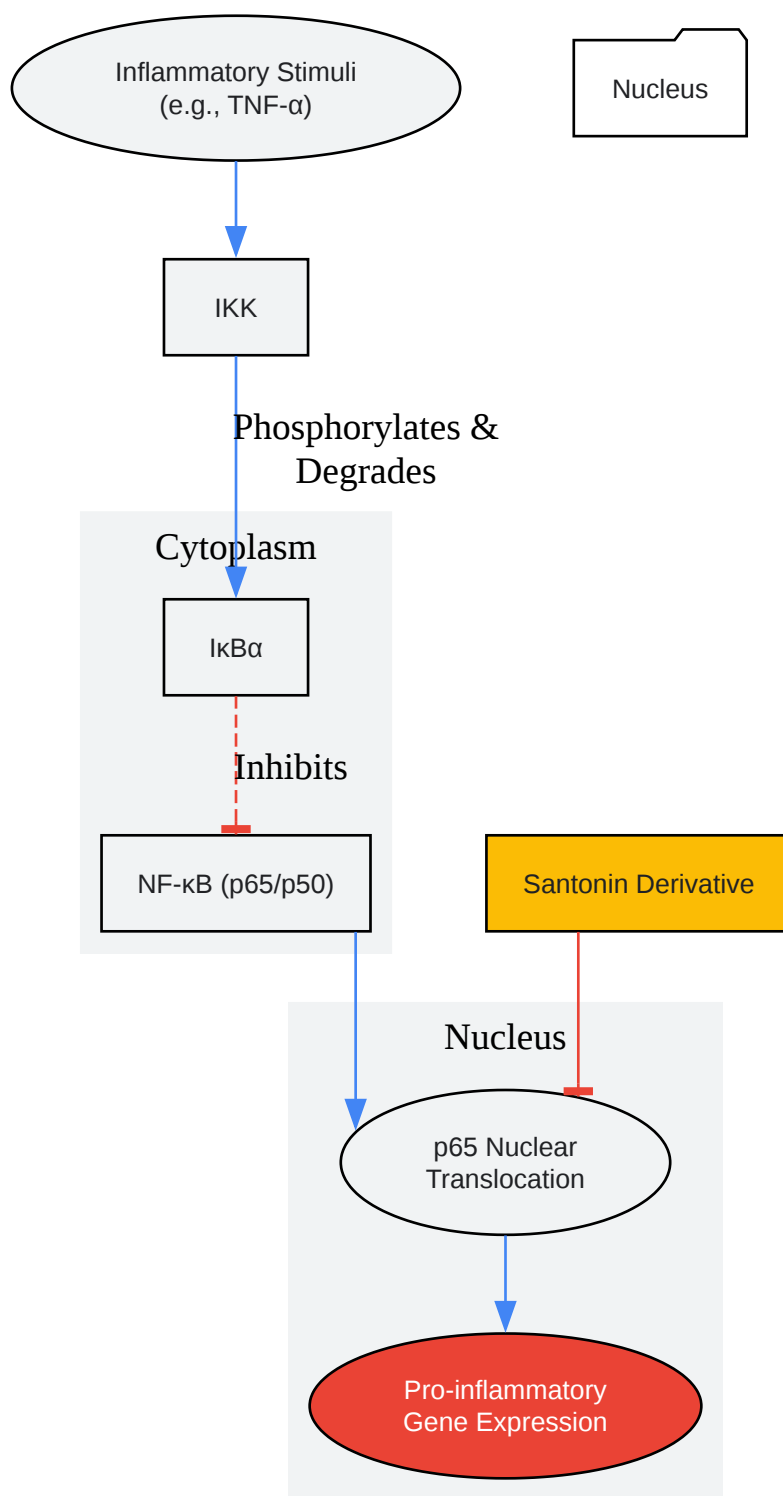 Inflammatory Stimuli
(e.g., TNF-α)
Nucleus
IKK
Phosphorylates &
Degrades
Cytoplasm
IκBα
Inhibits
NF-κB (p65/p50)
Santonin Derivative
Nucleus
p65 Nuclear
Translocation
Pro-inflammatory
Gene Expression